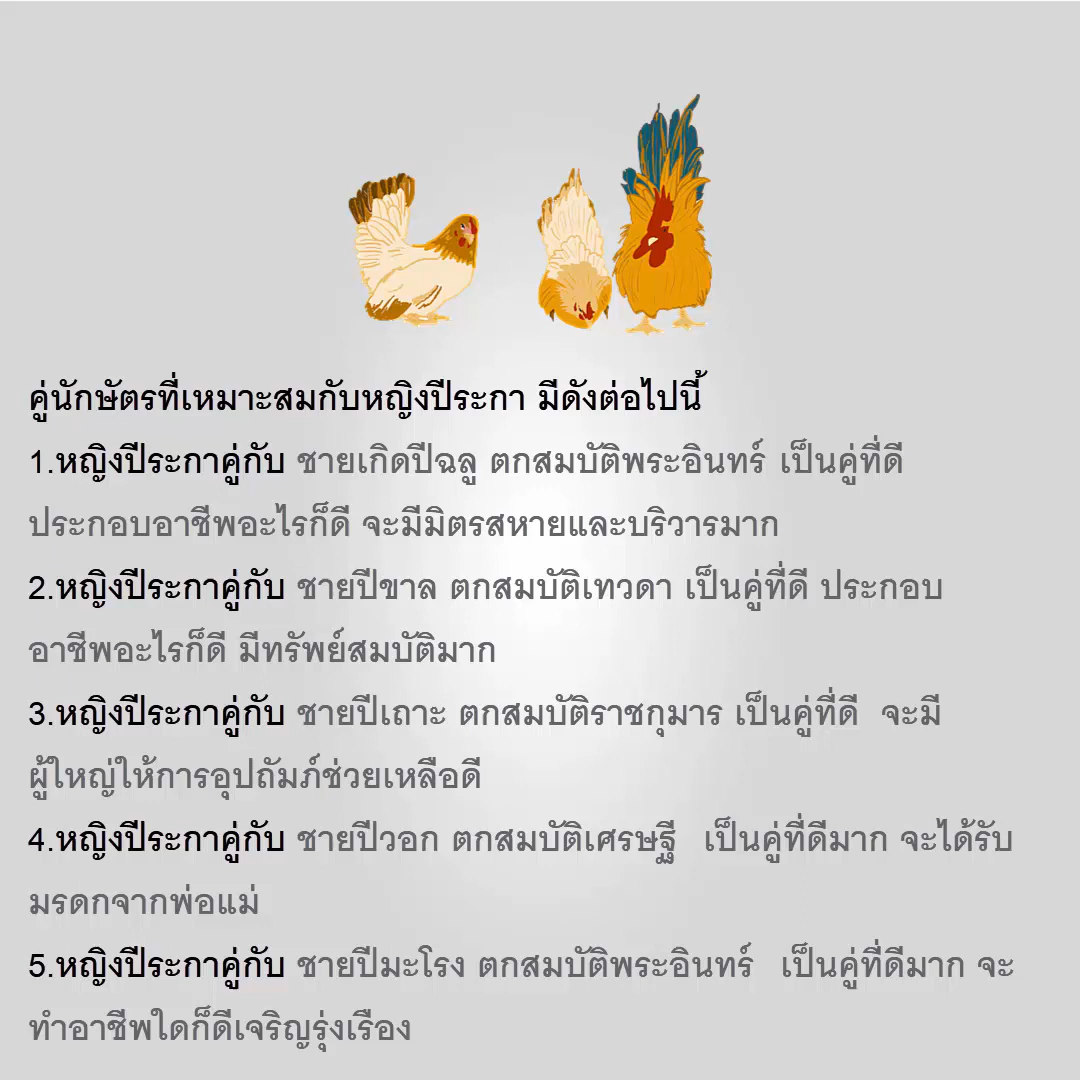 คู่นักษัตรที่เหมาะสมกับหญิงปีระกา มีดังต่อไปนี้
1.หญิงปีระกาคู่กับ ชายเกิดปีฉลู ตกสมบัติพระอินทร์ เป็นคู่ที่ดี
ประกอบอาชีพอะไรก็ดี จะมีมิตรสหายและบริวารมาก
2.หญิงปีระกาคู่กับ ชายปีขาล ตกสมบัติเทวดา เป็นคู่ที่ดี ประกอบ
อาชีพอะไรก็ดี มีทรัพย์สมบัติมาก
3.หญิงปีระกาคู่กับ ชายปีเถาะ ตกสมบัติราชกุมาร เป็นคู่ที่ดี จะมี
ผู้ใหญ่ให้การอุปถัมภ์ช่วยเหลือดี
4.หญิงปีระกาคู่กับ ชายปีวอก ตกสมบัติเศรษฐี เป็นคู่ที่ดีมาก จะได้รับ
มรดกจากพ่อแม่
5.หญิงปีระกาคู่กับ ชายปีมะโรง ตกสมบัติพระอินทร์ เป็นคู่ที่ดีมาก จะ
ทำอาชีพใดก็ดีเจริญรุ่งเรือง